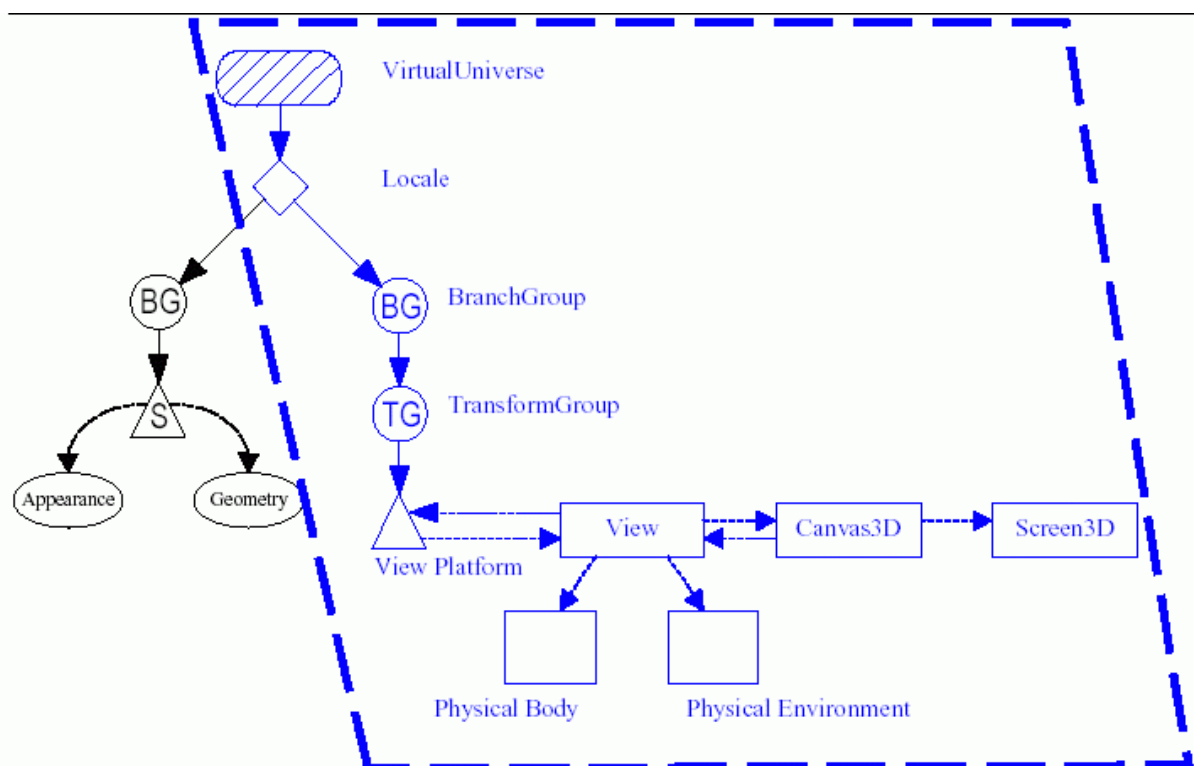 VirtualUniverse
Locale
BG
BG
BranchGroup
TG
TransformGroup
S
Appearance
Geometry
View
Canvas3D
Screen3D
View Platform
Physical Body
Physical Environment